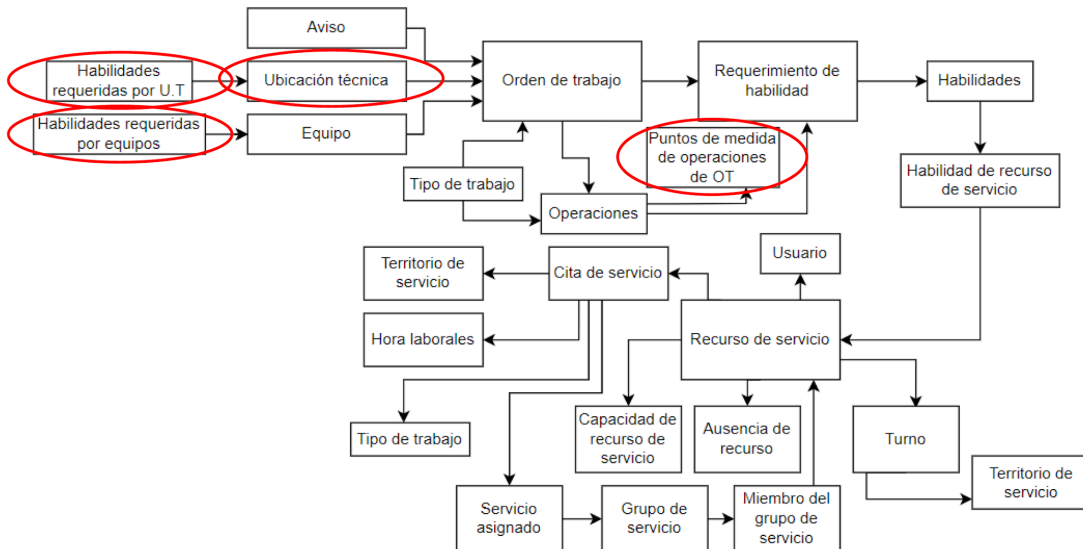 Aviso
Habilidades
requeridas por U.T
Ubicación técnica
Orden de trabajo
Requerimiento de
habilidad
Habilidades
Habilidades requeridas
por equipos
Equipo
Puntos de medida
de operaciones
de OT
Habilidad de recurso
de servicio
Tipo de trabajo
Operaciones
Usuario
Territorio de
servicio
Cita de servicio
Hora laborales
Recurso de servicio
Tipo de trabajo
Capacidad de
recurso de
servicio
Ausencia de
recurso
Turno
Territorio de
servicio
Servicio
asignado
Grupo de
servicio
Miembro del
grupo de
servicio